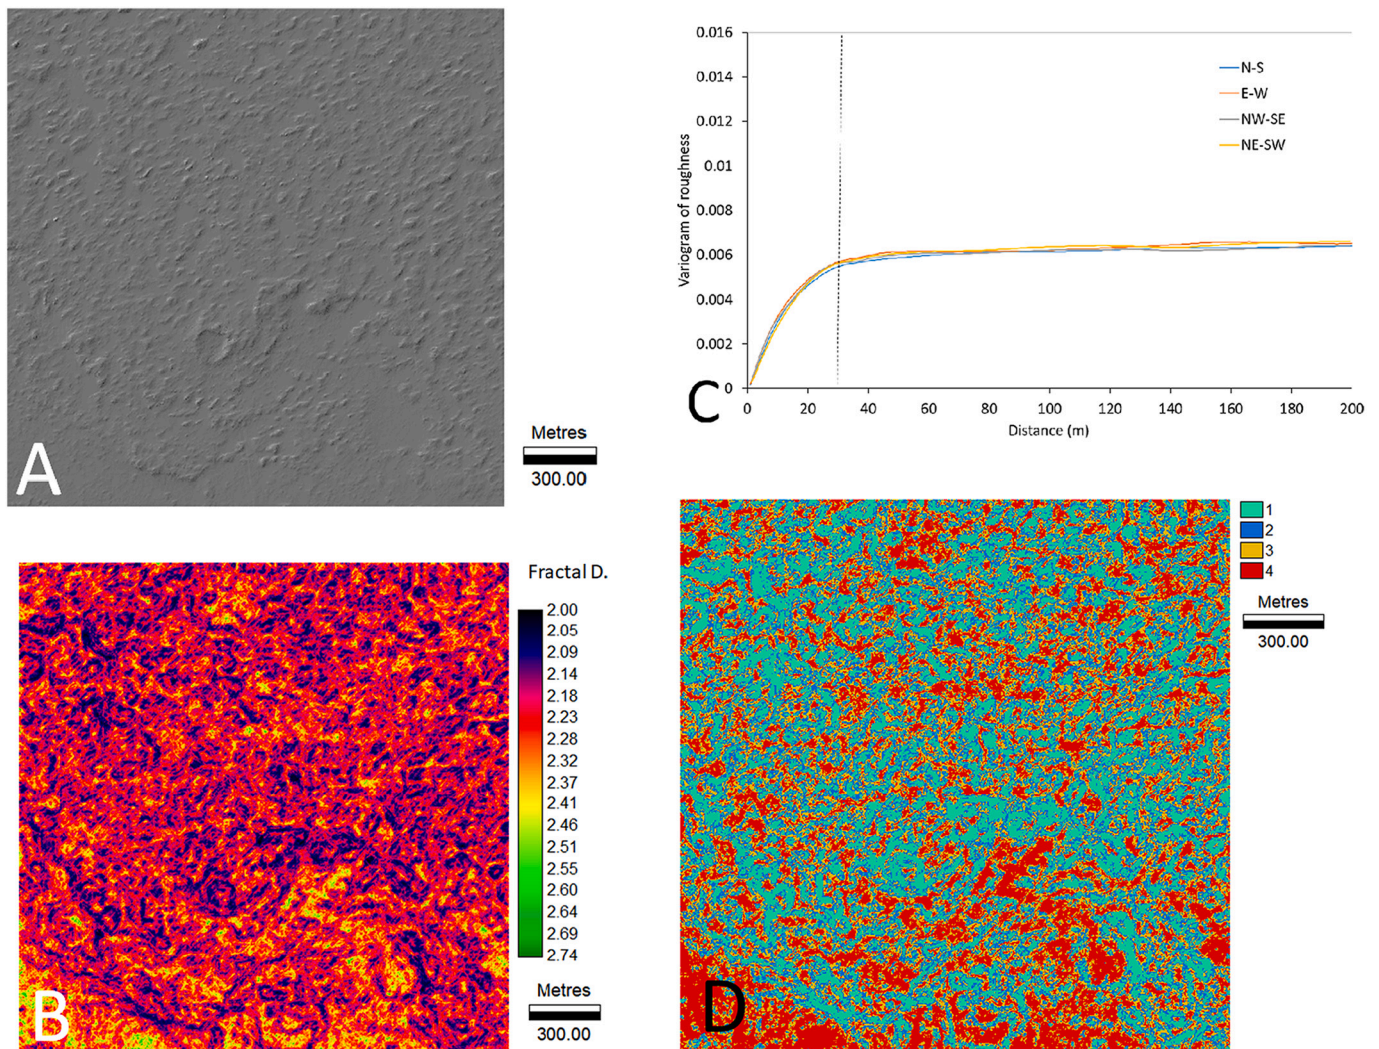 A
Metres
300.00
0.016
0.014
0.012
0.01
0.008
0.006
0.004
0.002
0
Variogram of roughness
N-S
E-W
NW-SE
NE-SW
0 20 40 60 80 100 120 140 160 180 200
Distance (m)
C
B
Fractal D.
2.00
2.05
2.09
2.14
2.18
2.23
2.28
2.32
2.37
2.41
2.46
2.51
2.55
2.60
2.64
2.69
2.74
Metres
300.00
D
1
2
3
4
Metres
300.00